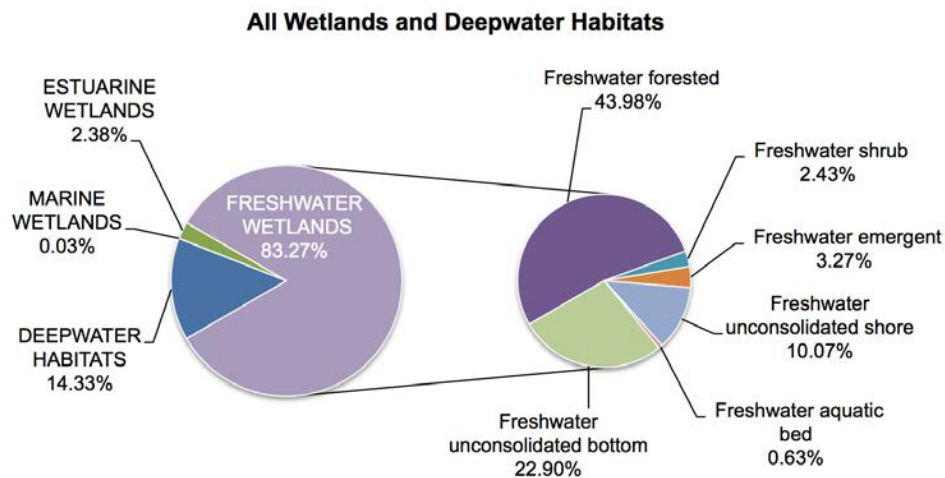 All Wetlands and Deepwater Habitats
ESTUARINE
WETLANDS
2.38%
MARINE
WETLANDS
0.03%
DEEPWATER
HABITATS
14.33%
FRESHWATER
WETLANDS
83.27%
Freshwater forested
43.98%
Freshwater shrub
2.43%
Freshwater emergent
3.27%
Freshwater
unconsolidated shore
10.07%
Freshwater aquatic
bed
0.63%
Freshwater
unconsolidated bottom
22.90%